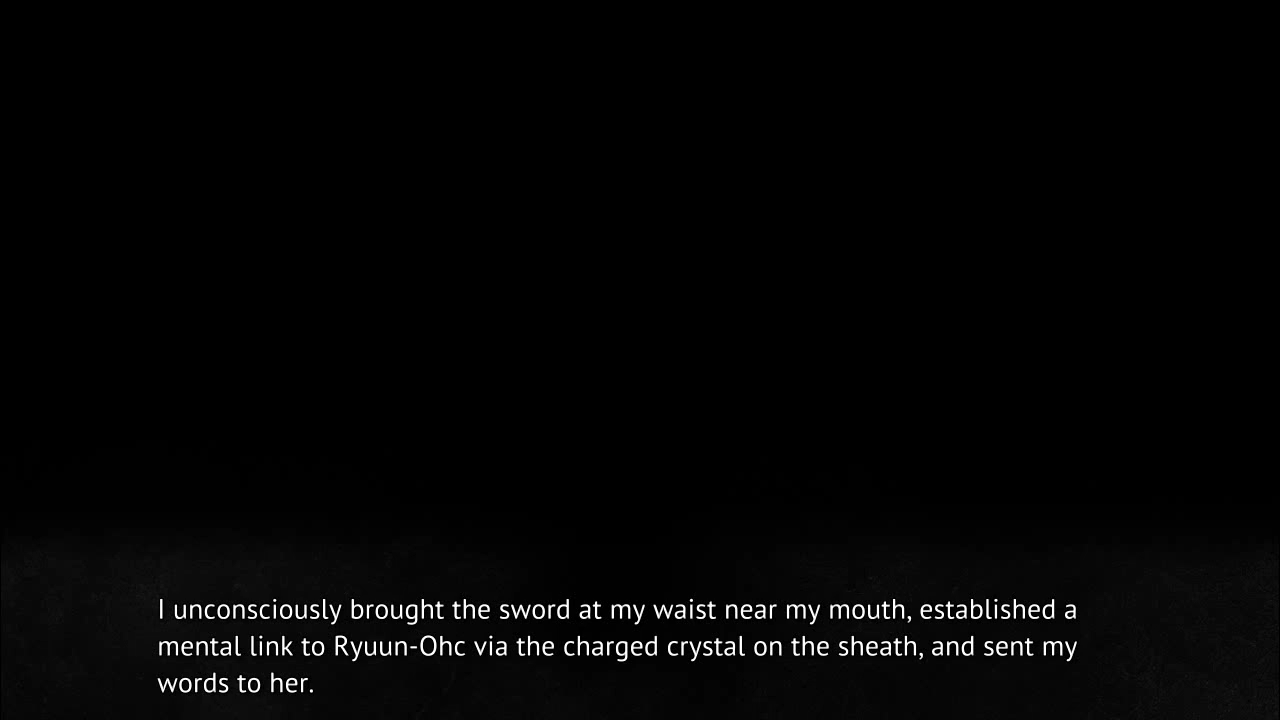 I unconsciously brought the sword at my waist near my mouth, established a
mental link to Ryuun-Ohc via the charged crystal on the sheath, and sent my
words to her.